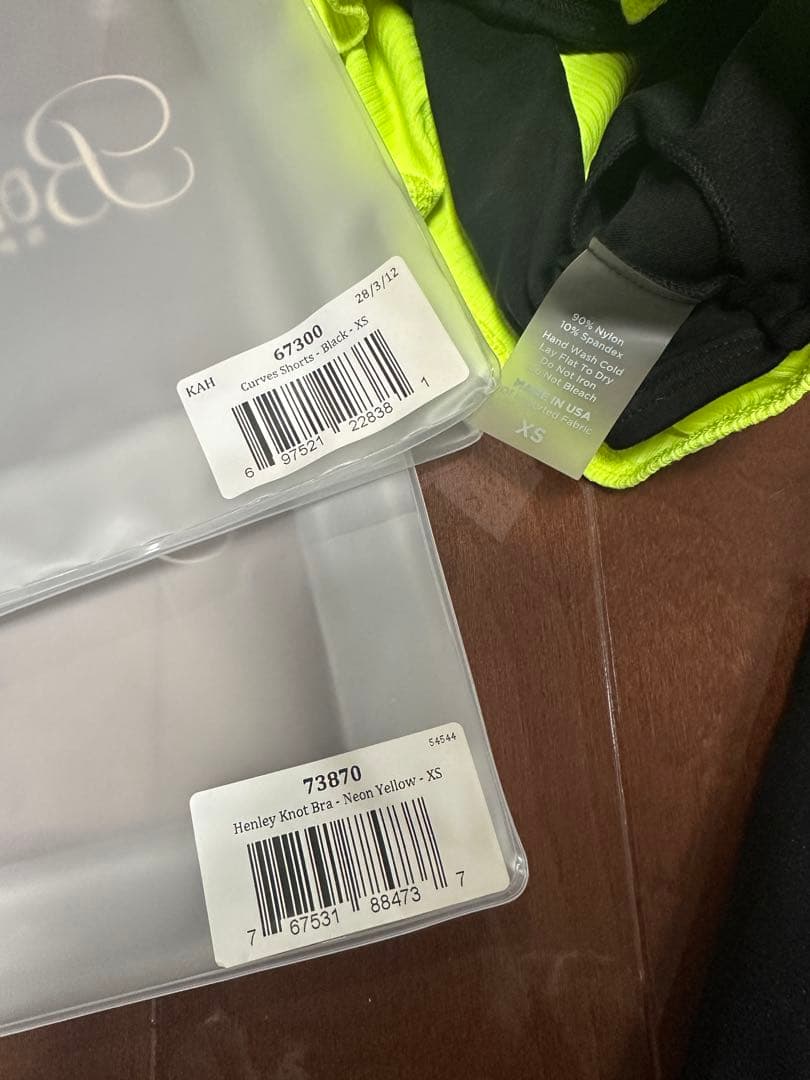 28/3/12
KAH
67300
Curves Shorts - Black - XS
6 97521 22838 1
90% Nylon
10% Spandex
Hand Wash Cold
Lay Flat To Dry
Do Not Iron
Do Not Bleach
MADE IN USA
Fabric
XS
54544
73870
Henley Knot Bra - Neon Yellow - XS
7 67531 88473 7